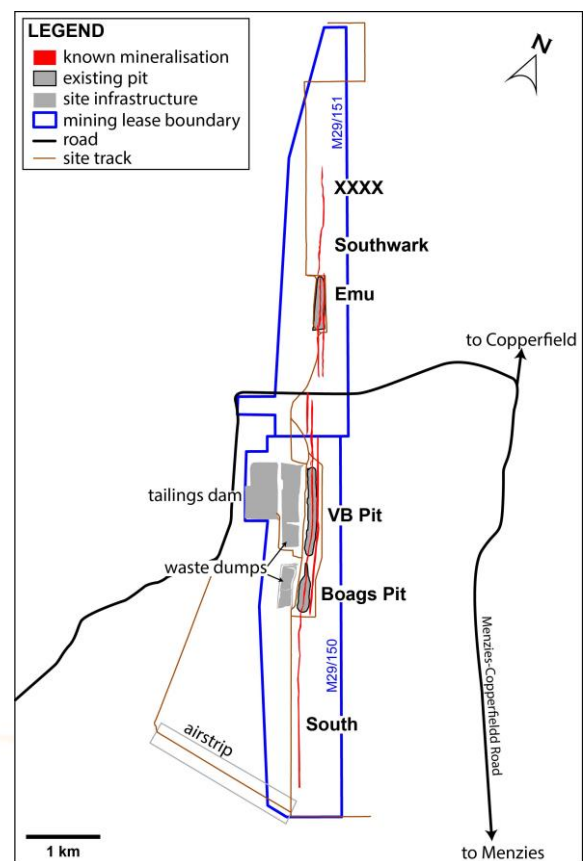 LEGEND
known mineralisation
existing pit
site infrastructure
mining lease boundary
road
site track
N
M29/151
XXXX
Southwark
Emu
to Copperfield
tailings dam
VB Pit
waste dumps
Boags Pit
M29/150
Menzies-Copperfieldd Road
South
airstrip
1 km
to Menzies